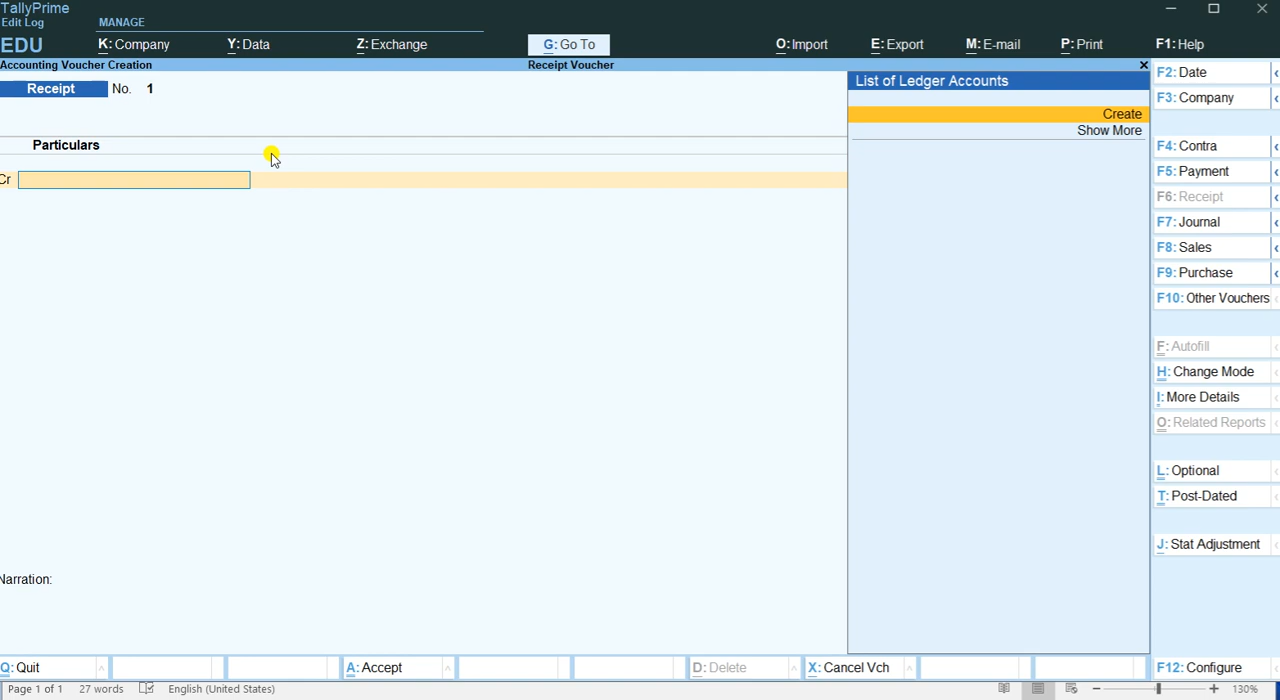 TallyPrime
Edit Log
MANAGE
EDU
K: Company
Y: Data
Z: Exchange
G: Go To
O: Import
E: Export
M: E-mail
P: Print
F1: Help
Accounting Voucher Creation
Receipt Voucher
Receipt No. 1
Particulars
Cr
Narration:
List of Ledger Accounts
Create
Show More
F2: Date
F3: Company
F4: Contra
F5: Payment
F6: Receipt
F7: Journal
F8: Sales
F9: Purchase
F10: Other Vouchers
F: Autofill
H: Change Mode
I: More Details
O: Related Reports
L: Optional
T: Post-Dated
J: Stat Adjustment
F12: Configure
Q: Quit
A: Accept
D: Delete
X: Cancel Vch
Page 1 of 1 27 words English (United States)
130%